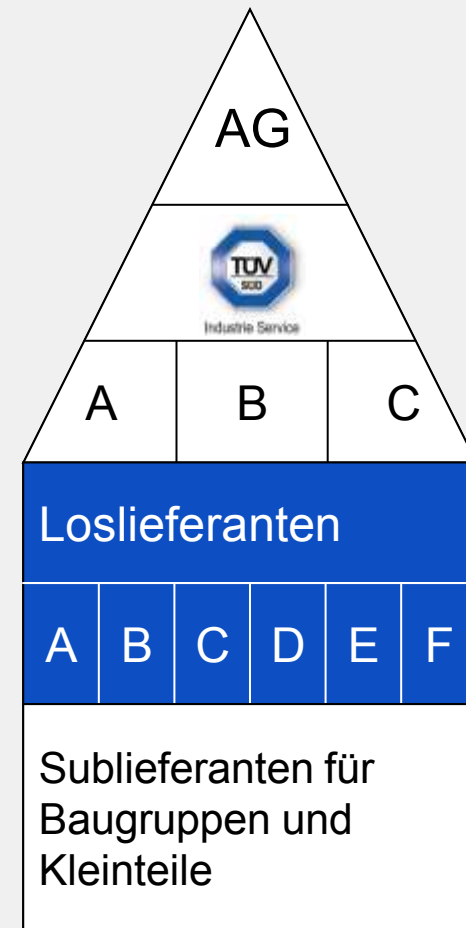 AG
TÜV
SÜD
Industrie Service
A B C
Loslieferanten
A B C D E F
Sublieferanten für
Baugruppen und
Kleinteile